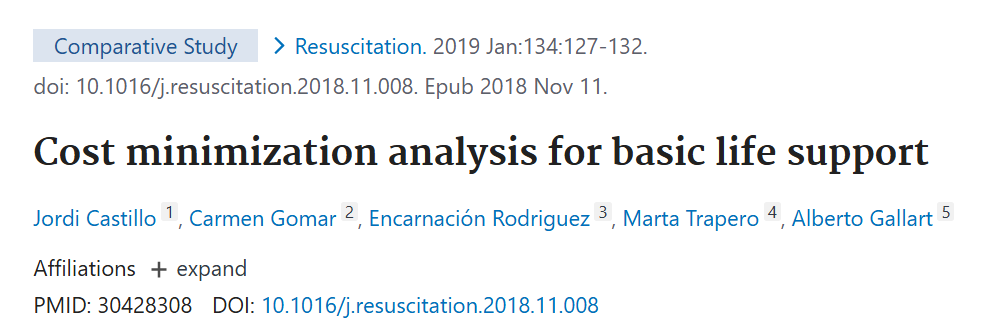 Comparative Study > Resuscitation. 2019 Jan:134:127-132.
doi: 10.1016/j.resuscitation.2018.11.008. Epub 2018 Nov 11.
Cost minimization analysis for basic life support
Jordi Castillo 1, Carmen Gomar 2, Encarnación Rodriguez 3, Marta Trapero 4, Alberto Gallart 5
Affiliations + expand
PMID: 30428308 DOI: 10.1016/j.resuscitation.2018.11.008